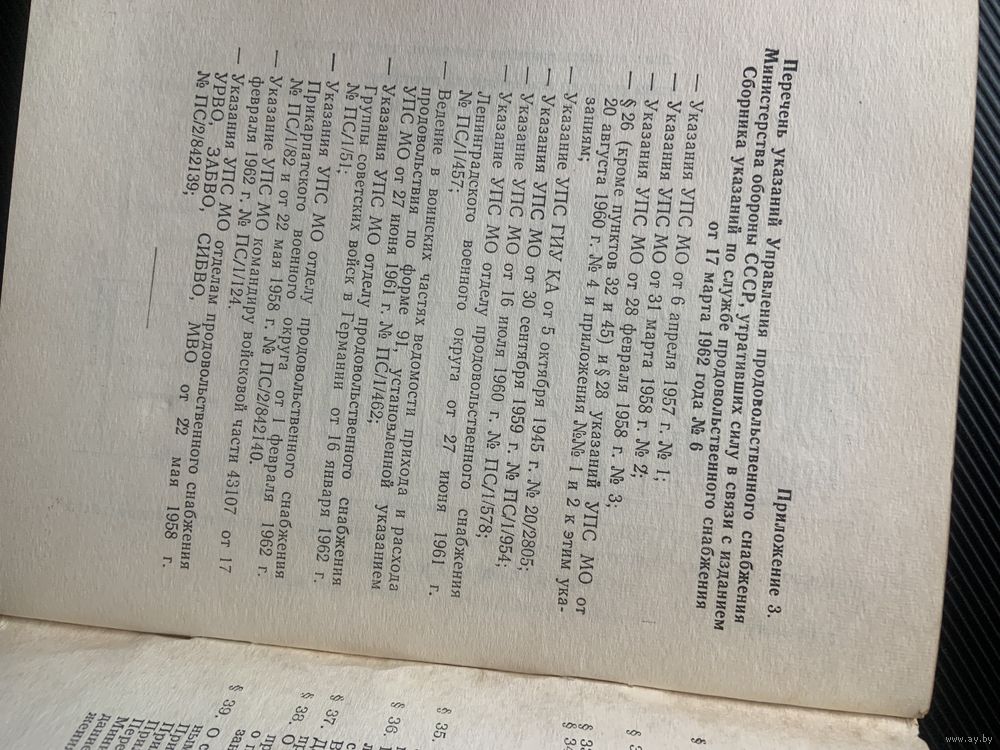 Приложение 3.
Перечень указаний Управления продовольственного снабжения
Министерства обороны СССР, утративших силу в связи с изданием
Сборника указаний по службе продовольственного снабжения
от 17 марта 1962 года № 6
— Указания УПС МО от 6 апреля 1957 г. № 1;
— Указания УПС МО от 31 марта 1958 г. № 2;
— Указания УПС МО от 28 февраля 1958 г. № 3;
— § 26 (кроме пунктов 32 и 45) и § 28 указаний УПС МО от
20 августа 1960 г. № 4 и приложения №№ 1 и 2 к этим ука-
заниям;
— Указание УПС ГИУ КА от 5 октября 1945 г. № 20/2805;
— Указания УПС МО от 30 сентября 1959 г. № ПС/1/954;
— Указание УПС МО от 16 июля 1960 г. № ПС/1/578;
— Указание УПС МО отделу продовольственного снабжения
Ленинградского военного округа от 27 июня 1961 г.
№ ПС/1/457;
— Ведение в воинских частях ведомости прихода и расхода
продовольствия по форме 91, установленной указанием
УПС МО от 27 июня 1961 г. № ПС/1/462;
— Указания УПС МО отделу продовольственного снабжения
Группы советских войск в Германии от 16 января 1962 г.
№ ПС/1/51;
— Указания УПС МО отделу продовольственного снабжения
Прикарпатского военного округа от 1 февраля 1962 г.
№ ПС/1/82 и от 22 мая 1958 г. № ПС/2/842140.
— Указание УПС МО командиру войсковой части 43107 от 17
февраля 1962 г. № ПС/1/124.
— Указания УПС МО отделам продовольственного снабжения
УРВО, ЗАБВО, СИБВО, МВО от 22 мая 1958 г.
№ ПС/2/842139;
§ 35.
§ 36.
§ 37.
§ 38.
§ 39. О
www.ay.by